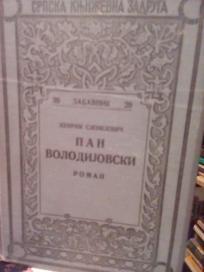 СРПСКА КЊИЖЕВНА ЗАДРУГА
ЗАБАВНИК
ХЕНРИК СЈЕНКЈЕВИЧ
ПАН
ВОЛОДИЈОВСКИ
РОМАН